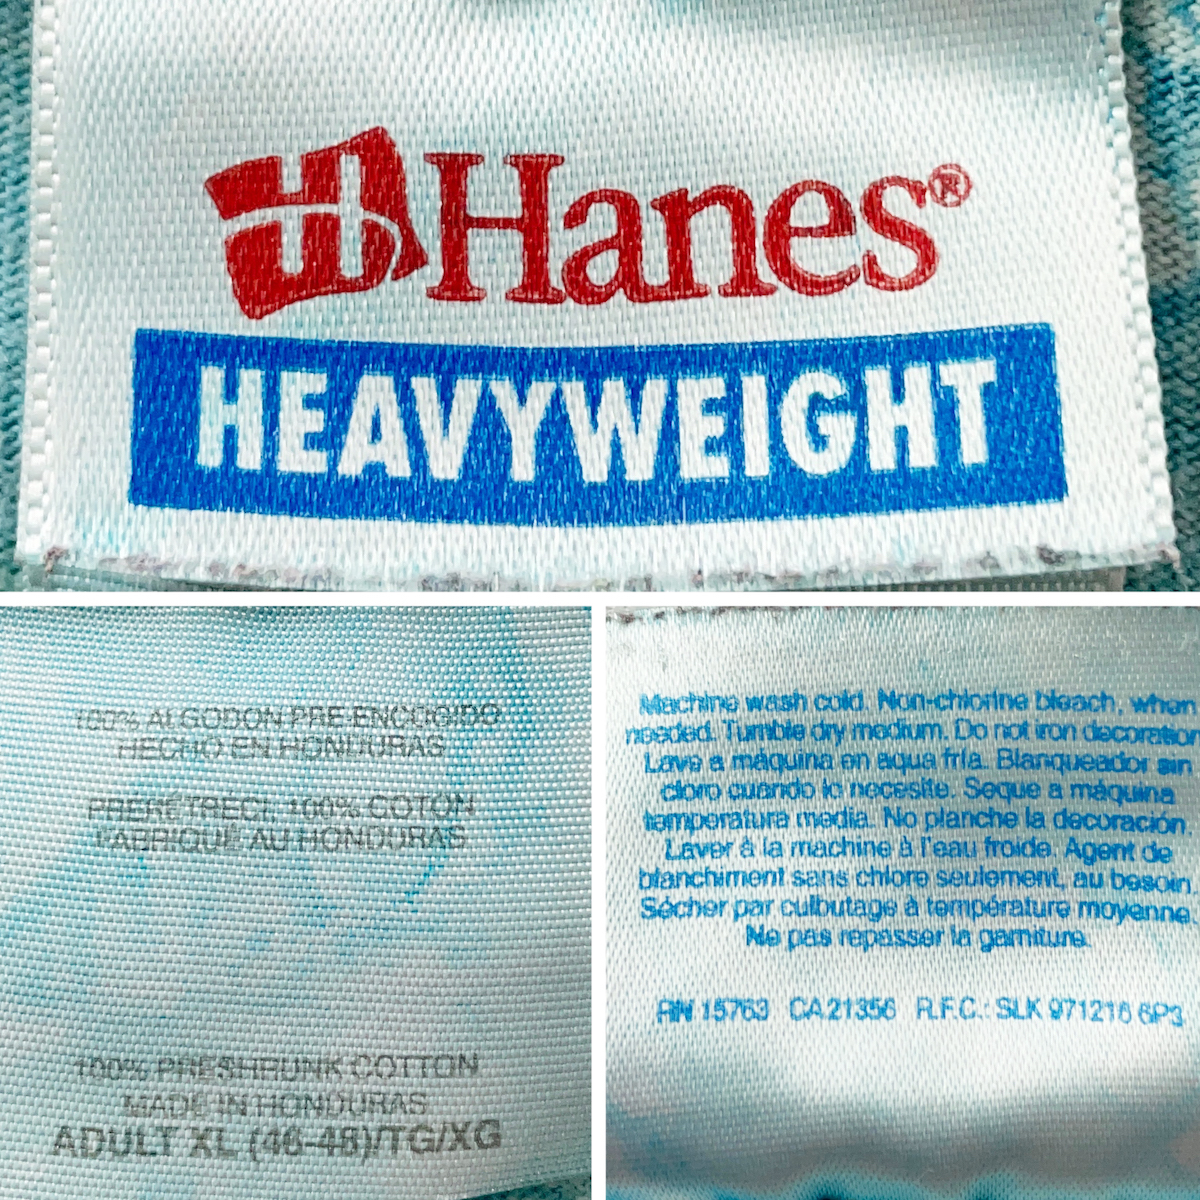 Hanes®
HEAVYWEIGHT
100% ALGODON PRE-ENCOGIDO
HECHO EN HONDURAS
PRERÉTRECI, 100% COTON
FABRIQUÉ AU HONDURAS
100% PRESHRUNK COTTON
MADE IN HONDURAS
ADULT XL (46-48)/TG/XG
Machine wash cold. Non-chlorine bleach, when
needed. Tumble dry medium. Do not iron decoration
Lave a máquina en aqua fría. Blanqueador sin
cloro cuando lo necesite. Seque a máquina
temperatura media. No planche la decoración.
Laver à la machine à l'eau froide. Agent de
blanchiment sans chlore seulement, au besoin
Sécher par culbutage à température moyenne.
Ne pas repasser la garniture.
RN 15763 CA21356 R.F.C.: SLK 971216 6P3